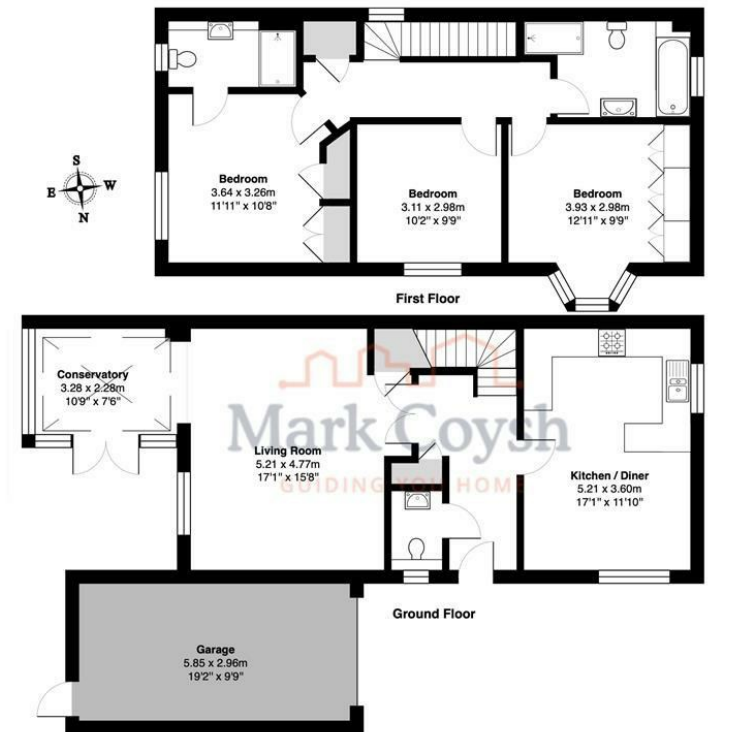 S
E W
N
Bedroom
3.64 x 3.26m
11'11" x 10'8"
Bedroom
3.11 x 2.98m
10'2" x 9'9"
Bedroom
3.93 x 2.98m
12'11" x 9'9"
First Floor
Conservatory
3.28 x 2.28m
10'9" x 7'6"
Mark Coysh
GUIDING YOU HOME
Living Room
5.21 x 4.77m
17'1" x 15'8"
Kitchen / Diner
5.21 x 3.60m
17'1" x 11'10"
Ground Floor
Garage
5.85 x 2.96m
19'2" x 9'9"